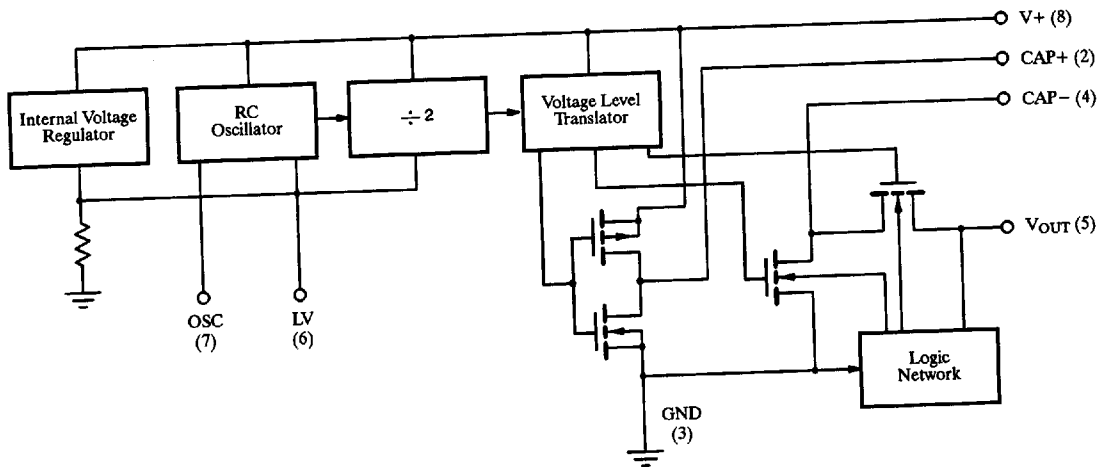 V+ (8)
CAP+ (2)
CAP− (4)
Internal Voltage
Regulator
RC
Oscillator
÷ 2
Voltage Level
Translator
VOUT (5)
OSC
(7)
LV
(6)
Logic
Network
GND
(3)